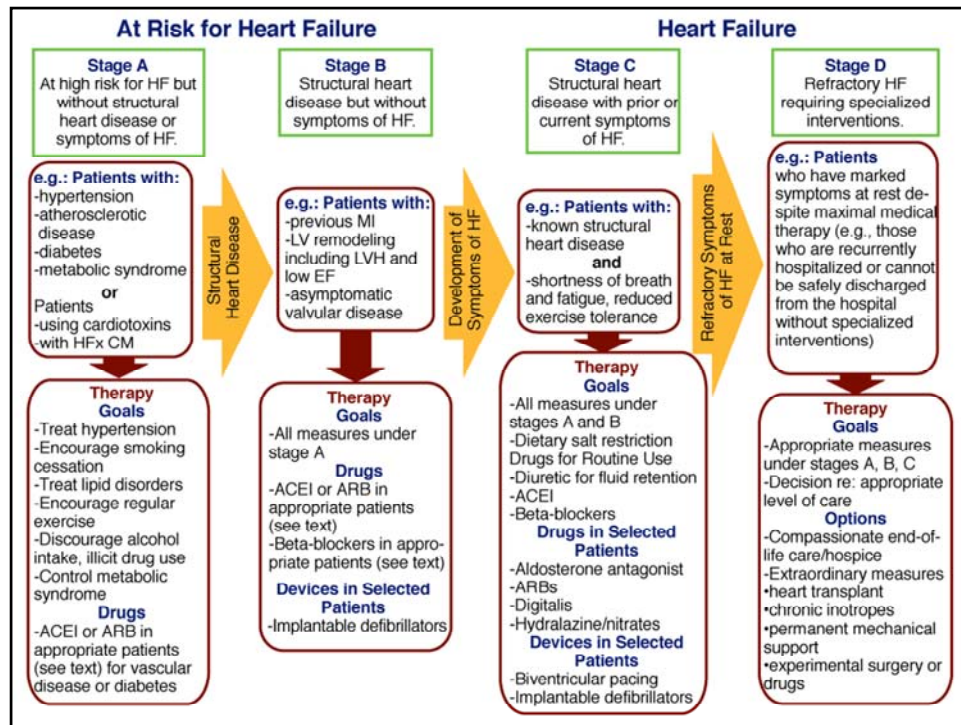 At Risk for Heart Failure
Heart Failure
Stage A
At high risk for HF but
without structural
heart disease or
symptoms of HF.
Stage B
Structural heart
disease but without
symptoms of HF.
Stage C
Structural heart
disease with prior or
current symptoms
of HF.
Stage D
Refractory HF
requiring specialized
interventions.
e.g.: Patients with:
-hypertension
-atherosclerotic
disease
-diabetes
-metabolic syndrome
or
Patients
-using cardiotoxins
-with HFx CM
Structural
Heart Disease
e.g.: Patients with:
-previous MI
-LV remodeling
including LVH and
low EF
-asymptomatic
valvular disease
Development of
Symptoms of HF
e.g.: Patients with:
-known structural
heart disease
and
-shortness of breath
and fatigue, reduced
exercise tolerance
Refractory Symptoms
of HF at Rest
e.g.: Patients
who have marked
symptoms at rest de-
spite maximal medical
therapy (e.g., those
who are recurrently
hospitalized or cannot
be safely discharged
from the hospital
without specialized
interventions)
Therapy
Goals
-Treat hypertension
-Encourage smoking
cessation
-Treat lipid disorders
-Encourage regular
exercise
-Discourage alcohol
intake, illicit drug use
-Control metabolic
syndrome
Drugs
-ACEI or ARB in
appropriate patients
(see text) for vascular
disease or diabetes
Therapy
Goals
-All measures under
stage A
Drugs
-ACEI or ARB in
appropriate patients
(see text)
-Beta-blockers in appro-
priate patients (see text)
Devices in Selected
Patients
-Implantable defibrillators
Therapy
Goals
-All measures under
stages A and B
-Dietary salt restriction
Drugs for Routine Use
-Diuretic for fluid retention
-ACEI
-Beta-blockers
Drugs in Selected
Patients
-Aldosterone antagonist
-ARBs
-Digitalis
-Hydralazine/nitrates
Devices in Selected
Patients
-Biventricular pacing
-Implantable defibrillators
Therapy
Goals
-Appropriate measures
under stages A, B, C
-Decision re: appropriate
level of care
Options
-Compassionate end-of-
life care/hospice
-Extraordinary measures
•heart transplant
•chronic inotropes
•permanent mechanical
support
•experimental surgery or
drugs